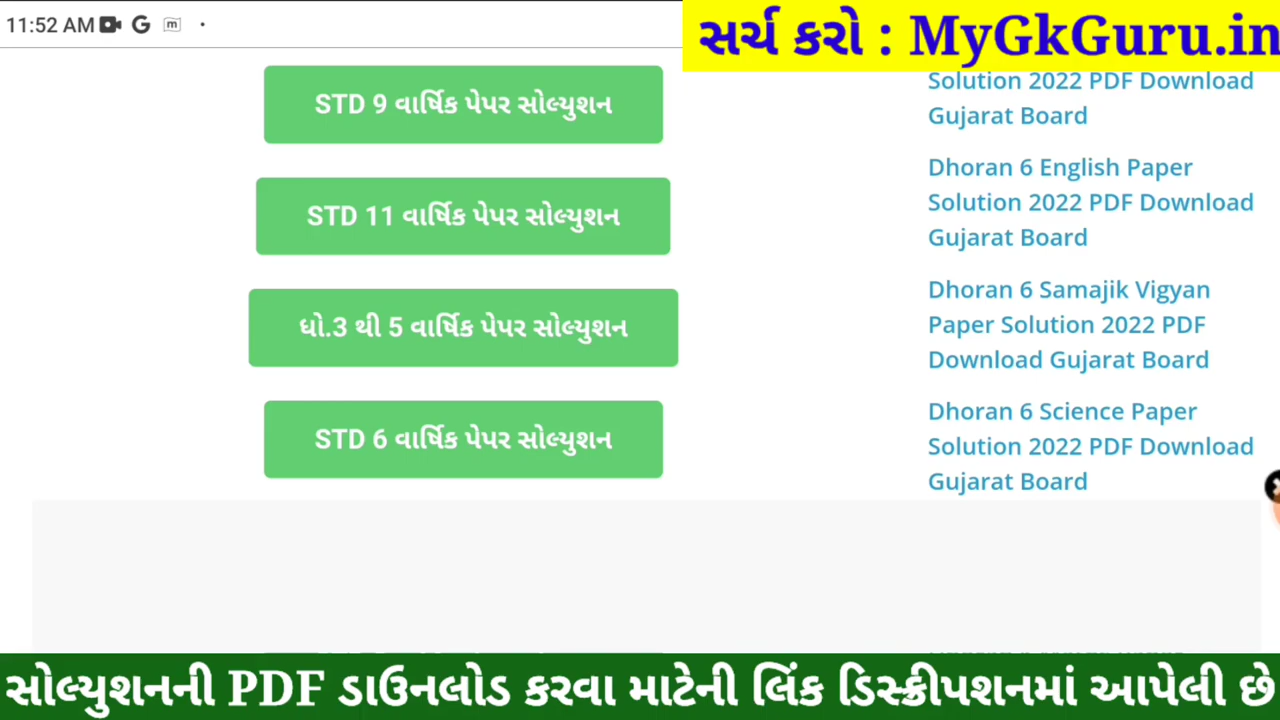 11:52 AM
સર્ચ કરો : MyGkGuru.in
STD 9 વાર્ષિક પેપર સોલ્યુશન
STD 11 વાર્ષિક પેપર સોલ્યુશન
ધો.3 થી 5 વાર્ષિક પેપર સોલ્યુશન
STD 6 વાર્ષિક પેપર સોલ્યુશન
Solution 2022 PDF Download
Gujarat Board
Dhoran 6 English Paper
Solution 2022 PDF Download
Gujarat Board
Dhoran 6 Samajik Vigyan
Paper Solution 2022 PDF
Download Gujarat Board
Dhoran 6 Science Paper
Solution 2022 PDF Download
Gujarat Board
સોલ્યુશનની PDF ડાઉનલોડ કરવા માટેની લિંક ડિસ્ક્રીપશનમાં આપેલી છે